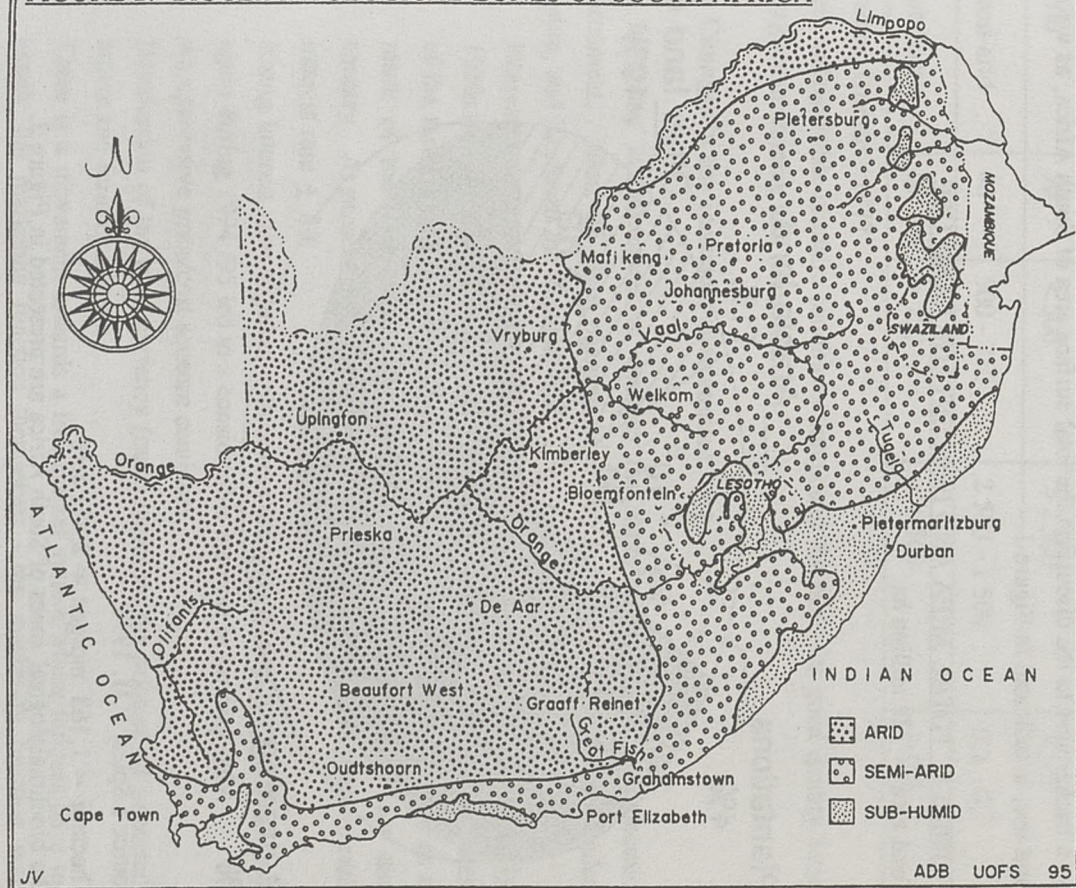 Limpopo
N
Pietersburg
MOZAMBIQUE
Pretoria
Mafikeng
Johannesburg
Vryburg
Vaal
SWAZILAND
Welkom
Upington
Tugela
Kimberley
Orange
LESOTHO
Bloemfontein
Pietermaritzburg
Prieska
Orange
Durban
ATLANTIC OCEAN
De Aar
Olifants
INDIAN OCEAN
Beaufort West
Graaff Reinet
ARID
Great Fis
Oudtshoorn
SEMI-ARID
Grahamstown
Cape Town
Port Elizabeth
SUB-HUMID
JV
ADB UOFS 95